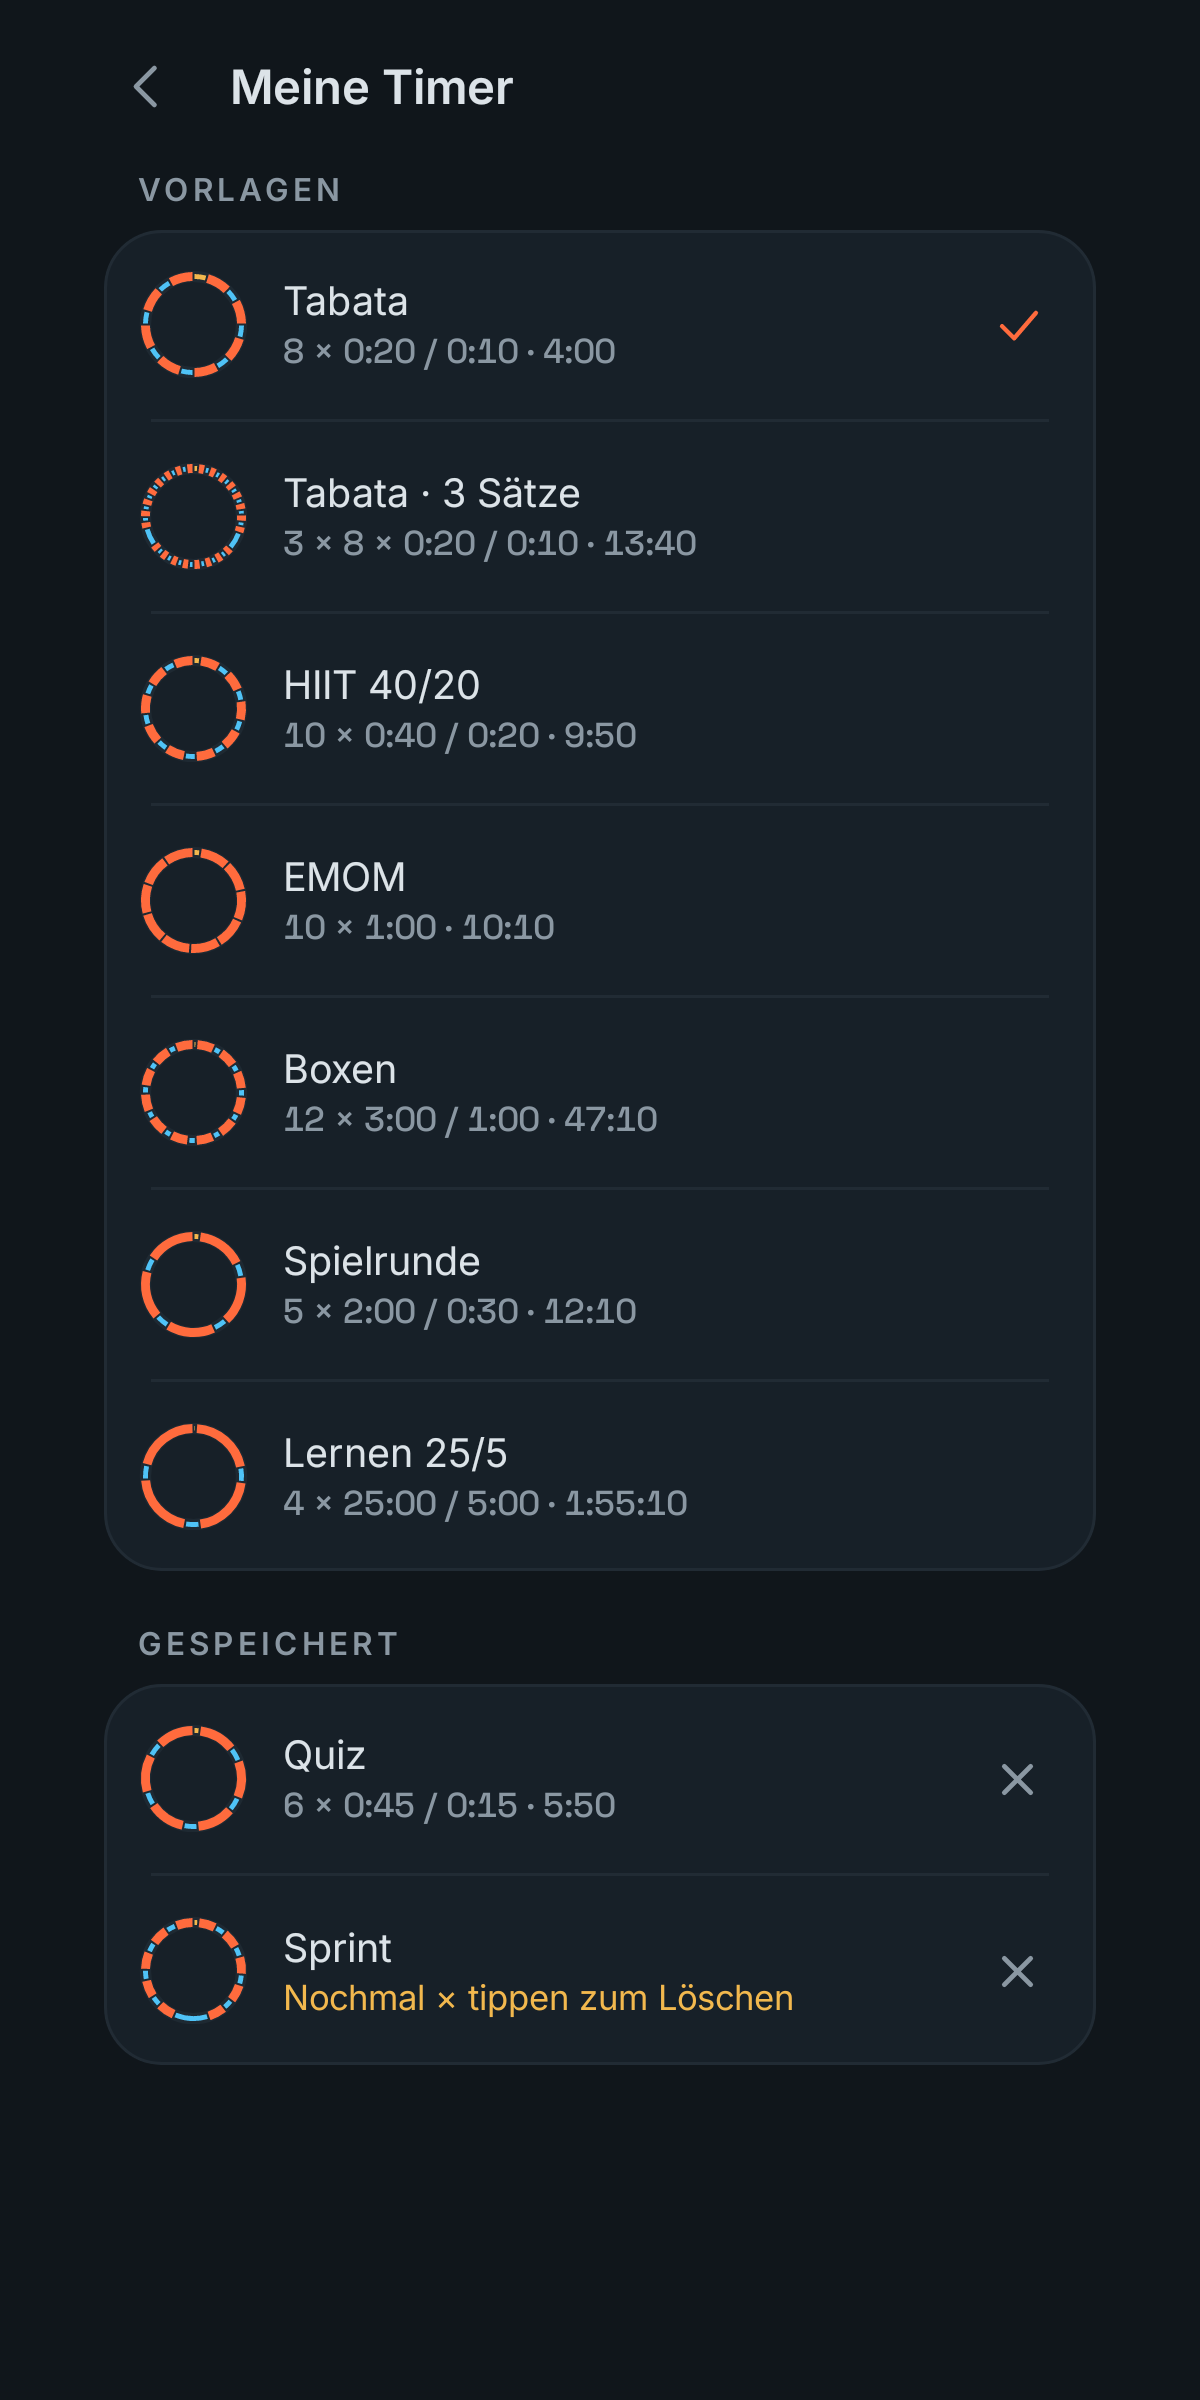 Meine Timer
VORLAGEN
Tabata
8 × 0:20 / 0:10 · 4:00
Tabata · 3 Sätze
3 × 8 × 0:20 / 0:10 · 13:40
HIIT 40/20
10 × 0:40 / 0:20 · 9:50
EMOM
10 × 1:00 · 10:10
Boxen
12 × 3:00 / 1:00 · 47:10
Spielrunde
5 × 2:00 / 0:30 · 12:10
Lernen 25/5
4 × 25:00 / 5:00 · 1:55:10
GESPEICHERT
Quiz
6 × 0:45 / 0:15 · 5:50
Sprint
Nochmal × tippen zum Löschen